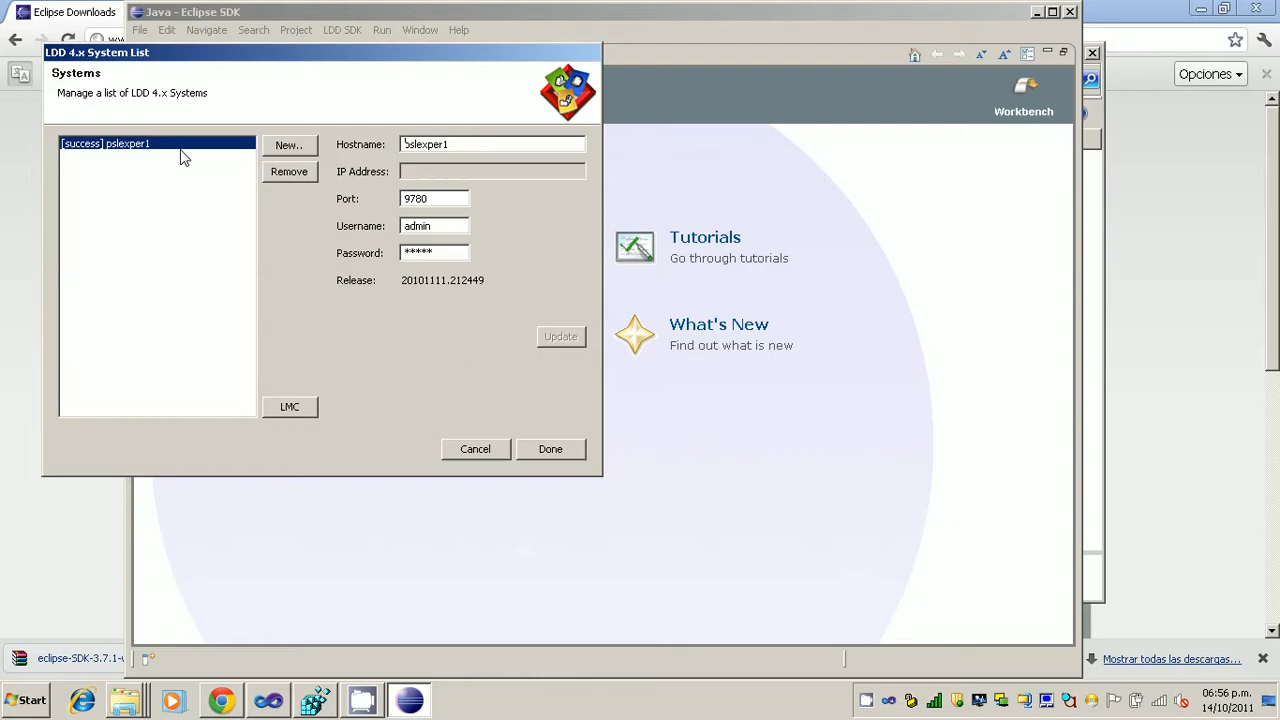 Eclipse Downloads
Java - Eclipse SDK
File Edit Navigate Search Project LDD SDK Run Window Help
LDD 4.x System List
Systems
Manage a list of LDD 4.x Systems
Opciones
Workbench
[success] pslexper1
New..
Remove
LMC
Hostname: pslexper1
IP Address:
Port: 9780
Username: admin
Password: *****
Release: 20101111.212449
Update
Cancel Done
Tutorials
Go through tutorials
What's New
Find out what is new
eclipse-SDK-3.7.1-
Mostrar todas las descargas...
Start
06:56 p.m.
14/10/2011